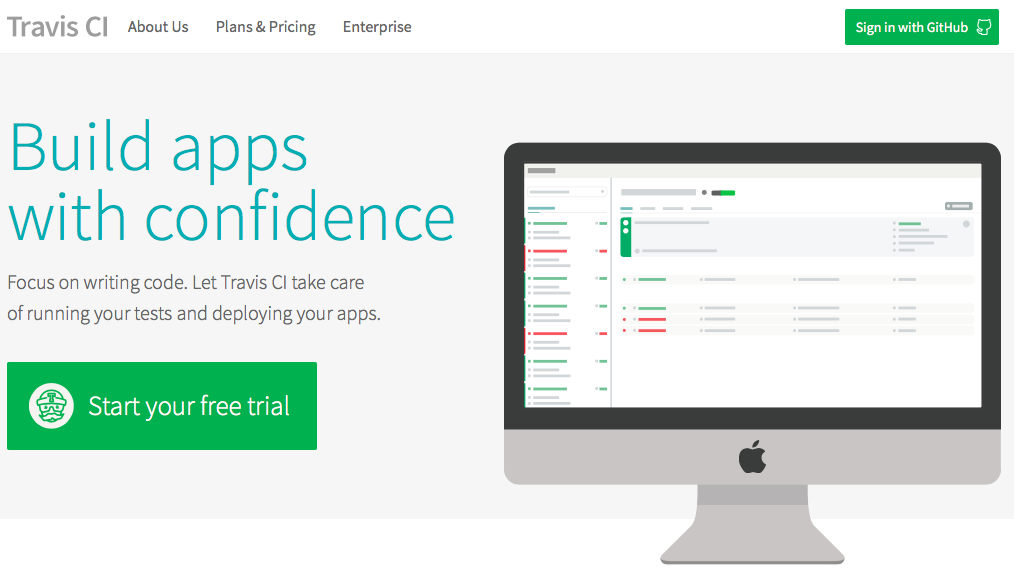 Travis CI About Us Plans & Pricing Enterprise Sign in with GitHub
Build apps
with confidence
Focus on writing code. Let Travis CI take care
of running your tests and deploying your apps.
Start your free trial